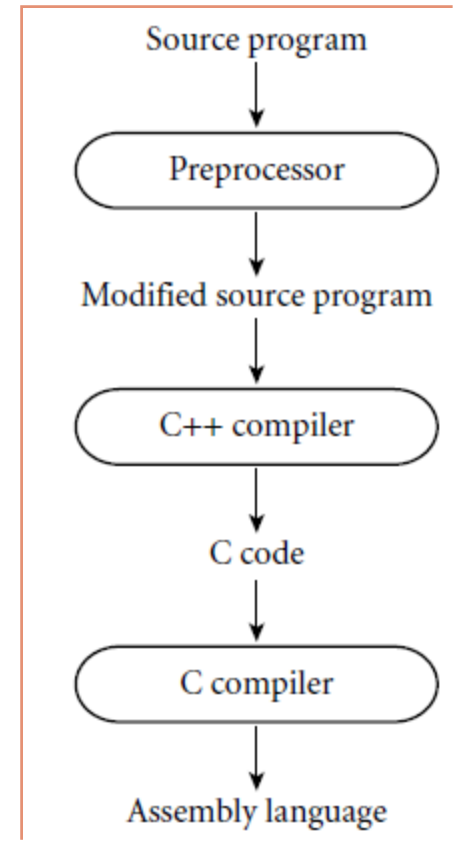 Source program
Preprocessor
Modified source program
C++ compiler
C code
C compiler
Assembly language